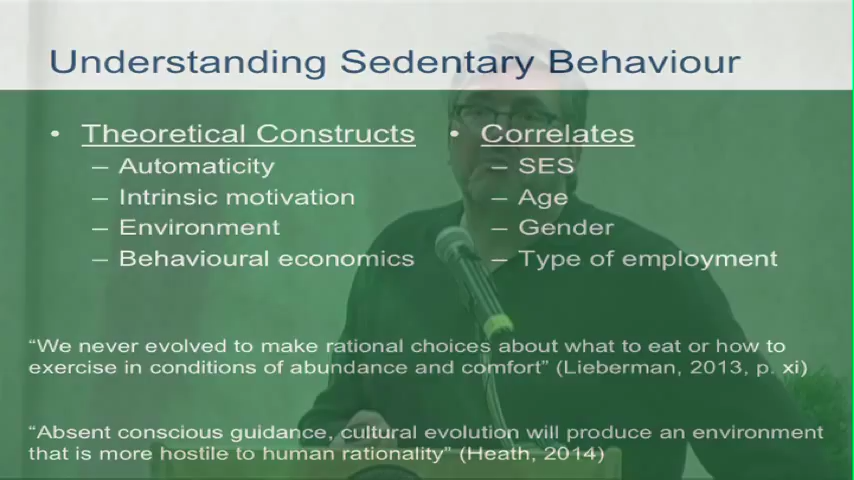 Understanding Sedentary Behaviour
• Theoretical Constructs
– Automaticity
– Intrinsic motivation
– Environment
– Behavioural economics
• Correlates
– SES
– Age
– Gender
– Type of employment
“We never evolved to make rational choices about what to eat or how to
exercise in conditions of abundance and comfort” (Lieberman, 2013, p. xi)
“Absent conscious guidance, cultural evolution will produce an environment
that is more hostile to human rationality” (Heath, 2014)